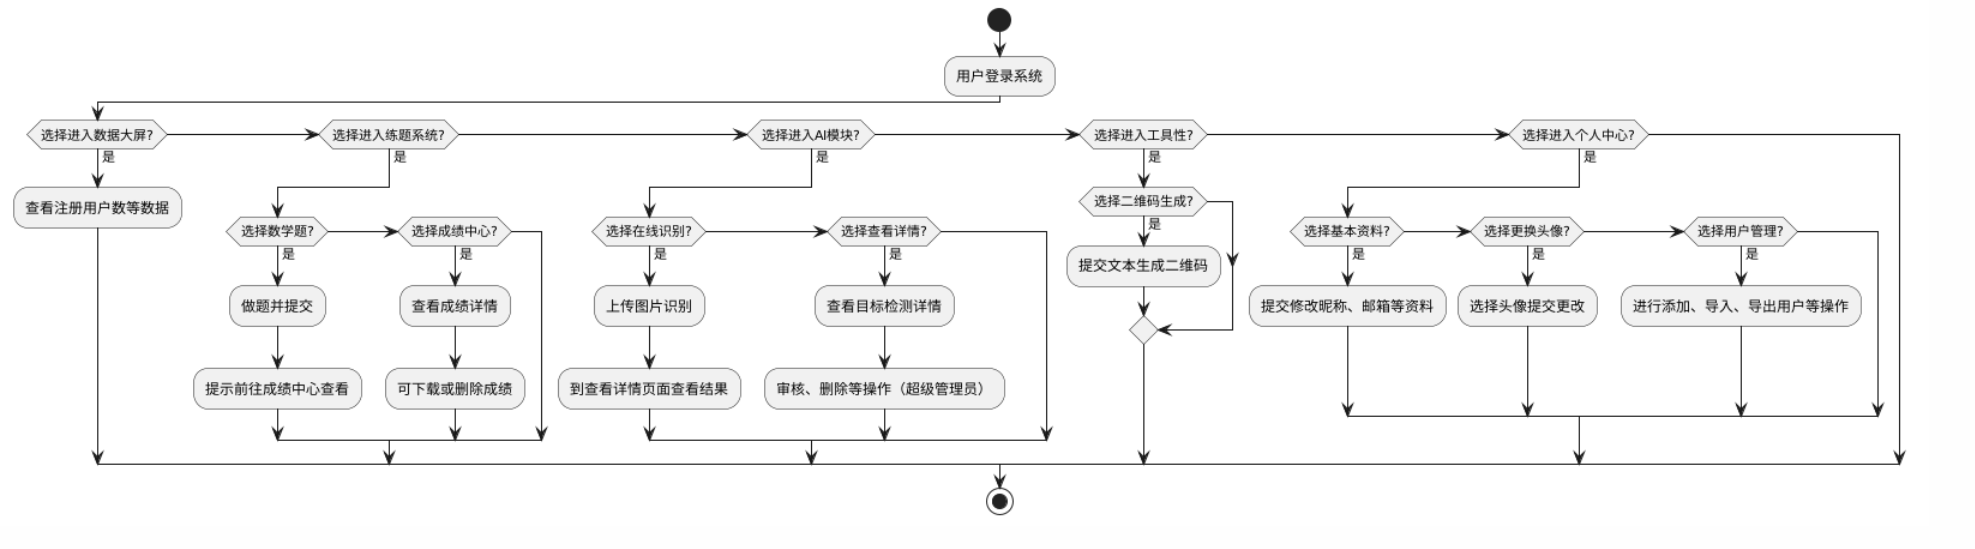 用户登录系统
选择进入数据大屏?
选择进入练题系统?
选择进入AI模块?
选择进入工具性?
选择进入个人中心?
是
是
是
是
是
查看注册用户数等数据
选择数学题?
选择成绩中心?
选择在线识别?
选择查看详情?
选择二维码生成?
选择基本资料?
选择更换头像?
选择用户管理?
是
是
是
是
是
是
是
是
做题并提交
查看成绩详情
上传图片识别
查看目标检测详情
提交文本生成二维码
提交修改昵称、邮箱等资料
选择头像提交更改
进行添加、导入、导出用户等操作
提示前往成绩中心查看
可下载或删除成绩
到查看详情页面查看结果
审核、删除等操作（超级管理员）